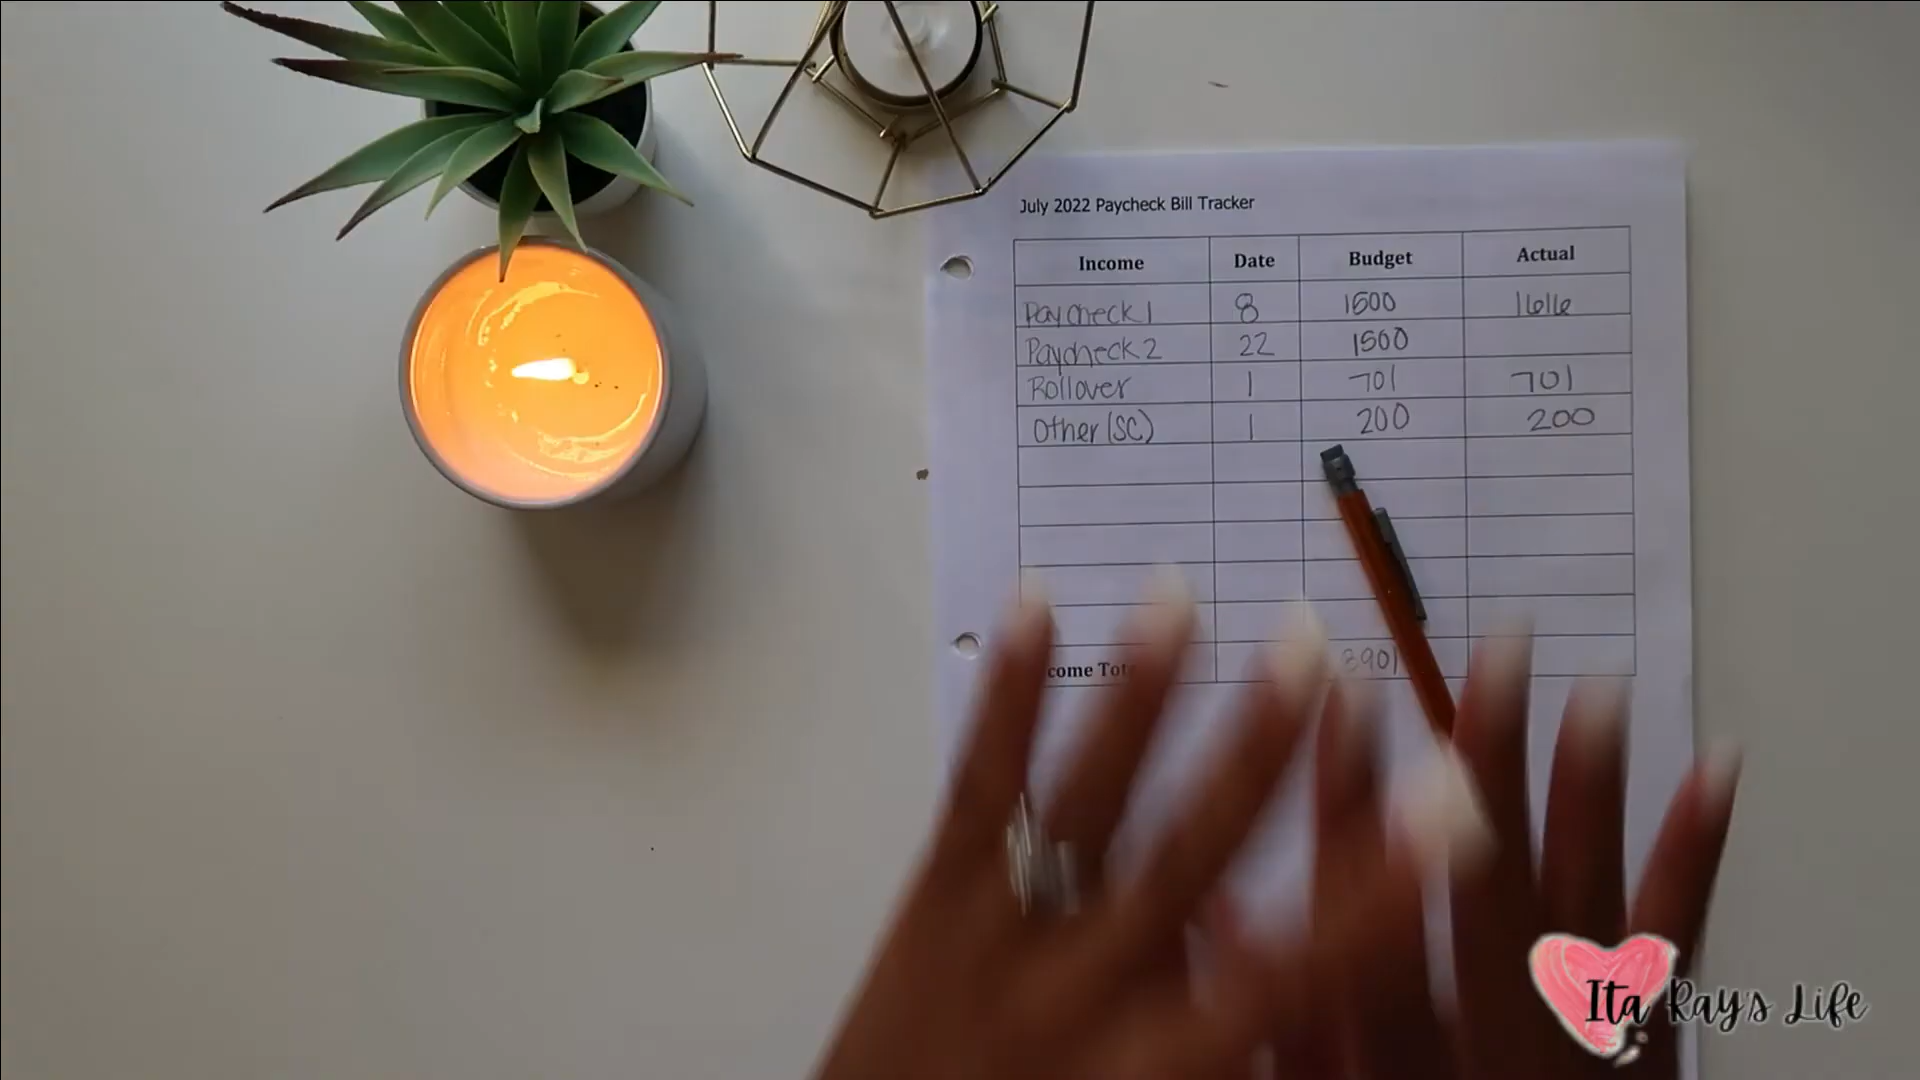 July 2022 Paycheck Bill Tracker
Income Date Budget Actual
Paycheck 1 8 1500 1616
Paycheck 2 22 1500
Rollover 1 701 701
Other (SC) 1 200 200
3901
Ita Ray's Life